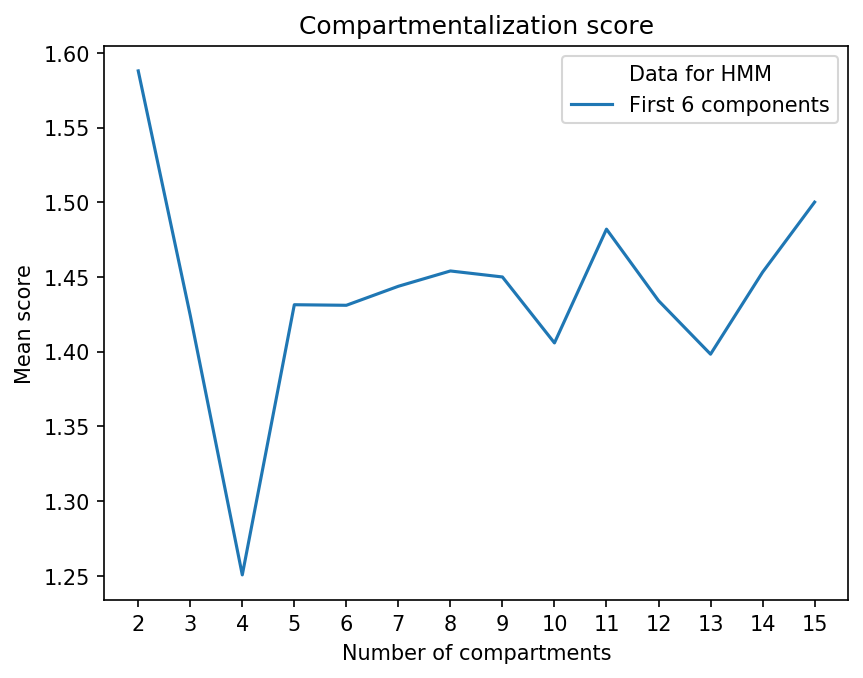 Compartmentalization score
Data for HMM
First 6 components
Mean score
1.60
1.55
1.50
1.45
1.40
1.35
1.30
1.25
2 3 4 5 6 7 8 9 10 11 12 13 14 15
Number of compartments